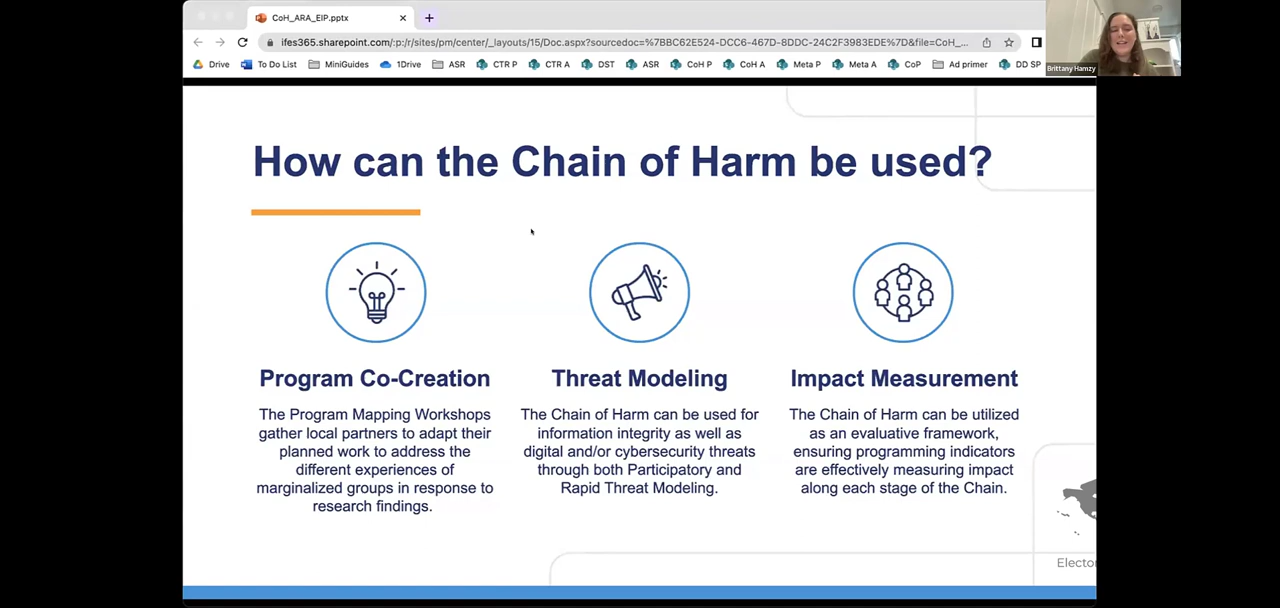 CoH_ARA_EIP.pptx
ifes365.sharepoint.com/:p:/r/sites/pm/center/_layouts/15/Doc.aspx?sourcedoc=%7BBC62E524-DCC6-467D-8DDC-24C2F3983EDE%7D&file=CoH_...
Drive To Do List MiniGuides 1Drive ASR CTR P CTR A DST ASR CoH P CoH A Meta P Meta A CoP Ad primer DD SP
Brittany Hamzy
How can the Chain of Harm be used?
Program Co-Creation
The Program Mapping Workshops
gather local partners to adapt their
planned work to address the
different experiences of
marginalized groups in response to
research findings.
Threat Modeling
The Chain of Harm can be used for
information integrity as well as
digital and/or cybersecurity threats
through both Participatory and
Rapid Threat Modeling.
Impact Measurement
The Chain of Harm can be utilized
as an evaluative framework,
ensuring programming indicators
are effectively measuring impact
along each stage of the Chain.
Electo